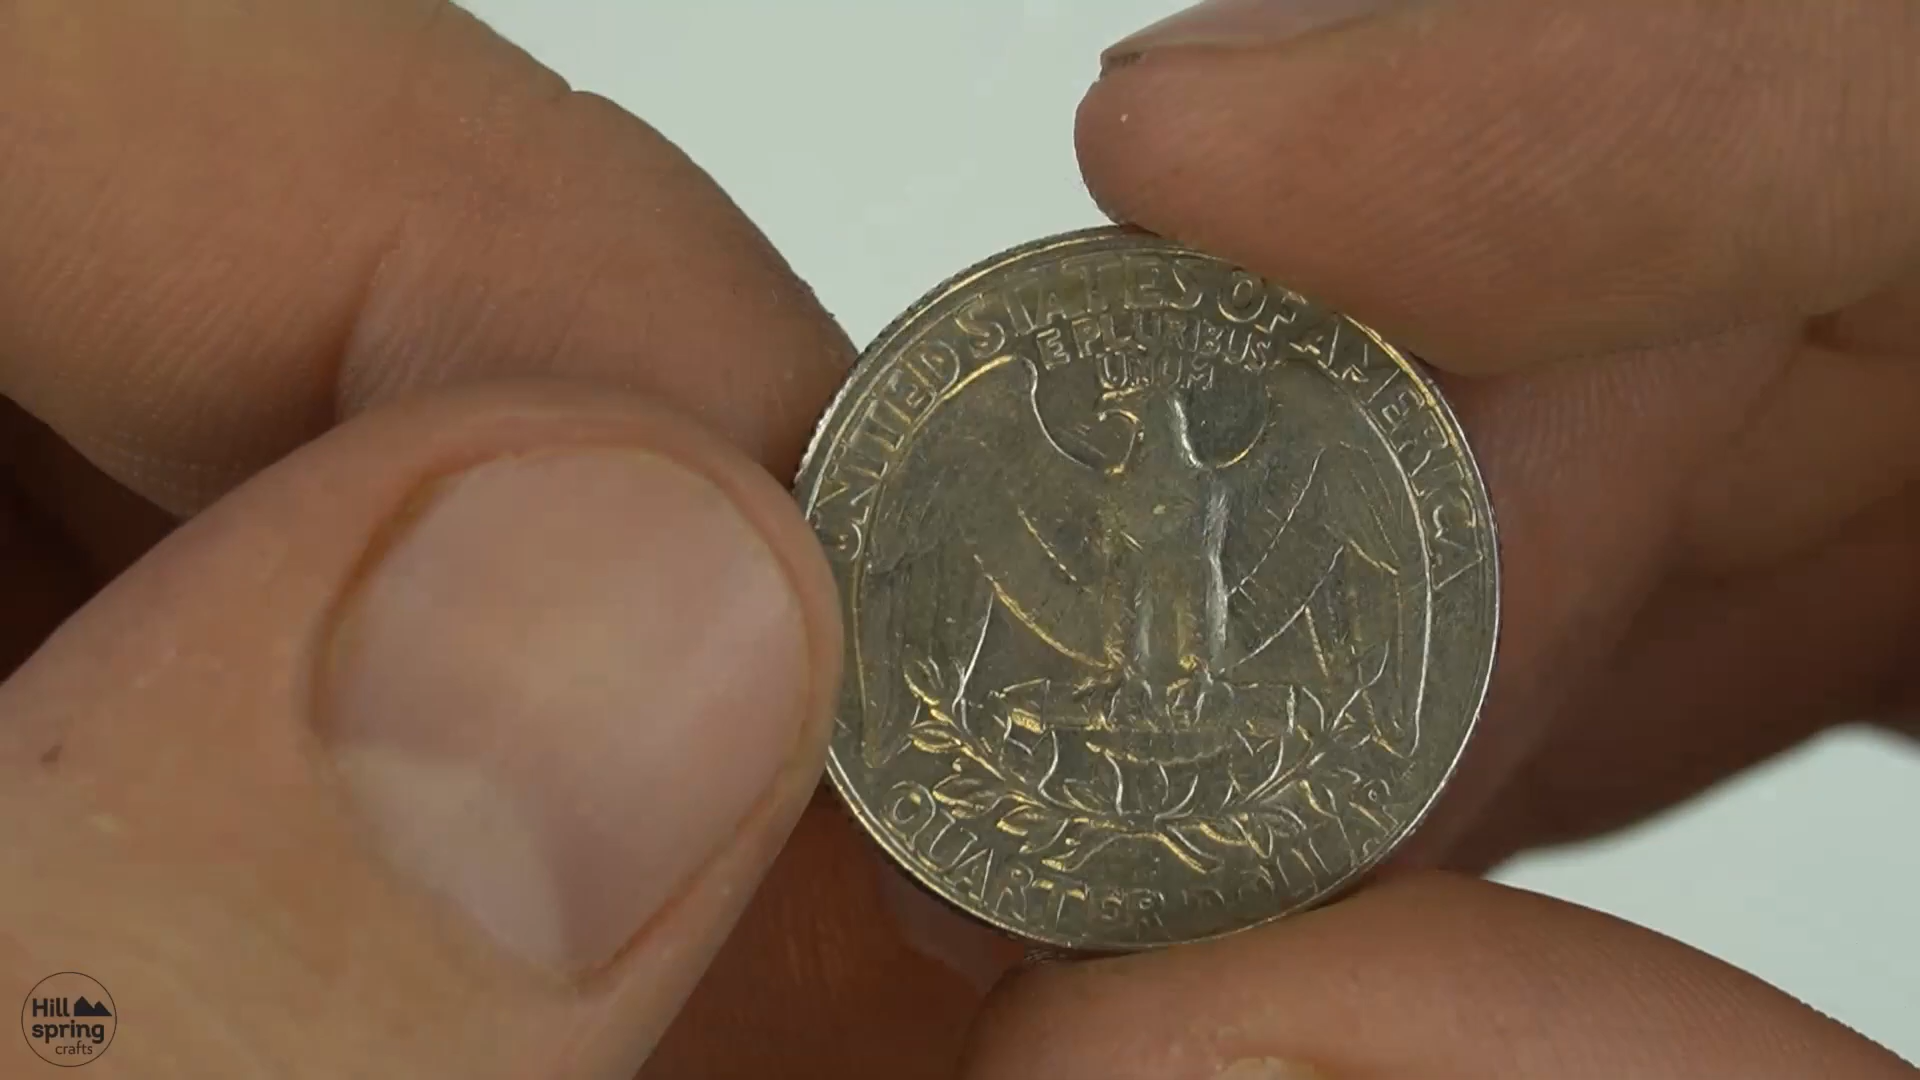 UNITED STATES OF AMERICA
E PLURIBUS
UNUM
QUARTER DOLLAR
Hill
spring
crafts